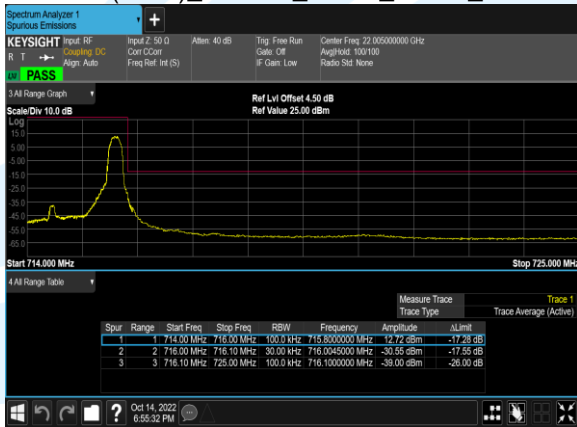 Spectrum Analyzer 1
Spurious Emissions
KEYSIGHT Input: RF Input Z: 50 Ω Atten: 40 dB Trig: Free Run Center Freq: 22.005000000 GHz
R T Coupling: DC Corr CCorr Gate: Off Avg|Hold: 100/100
Align: Auto Freq Ref: Int (S) IF Gain: Low Radio Std: None
PASS
3 All Range Graph
Ref Lvl Offset 4.50 dB
Scale/Div 10.0 dB Ref Value 25.00 dBm
Log
15.0
5.00
-5.00
-15.0
-25.0
-35.0
-45.0
-55.0
-65.0
Start 714.000 MHz Stop 725.000 MHz
4 All Range Table
Measure Trace Trace 1
Trace Type Trace Average (Active)
Spur Range Start Freq Stop Freq RBW Frequency Amplitude ΔLimit
1 1 714.00 MHz 716.00 MHz 100.0 kHz 715.8000000 MHz 12.72 dBm -17.28 dB
2 2 716.00 MHz 716.10 MHz 30.00 kHz 716.0045000 MHz -30.55 dBm -17.55 dB
3 3 716.10 MHz 725.00 MHz 100.0 kHz 716.1000000 MHz -39.00 dBm -26.00 dB
? Oct 14, 2022
6:55:32 PM